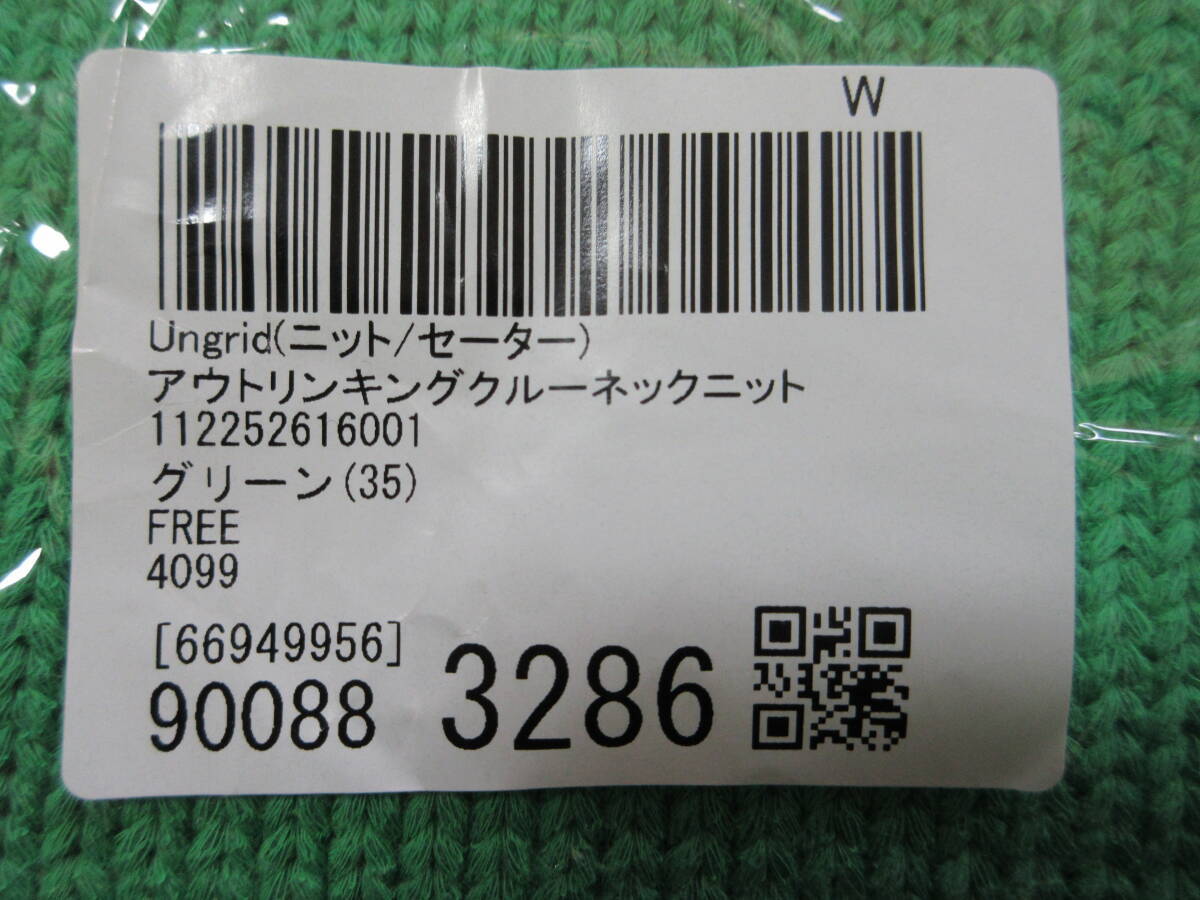 W
Ungrid(ニット/セーター)
アウトリンキングクルーネックニット
112252616001
グリーン(35)
FREE
4099
[66949956]
90088 3286